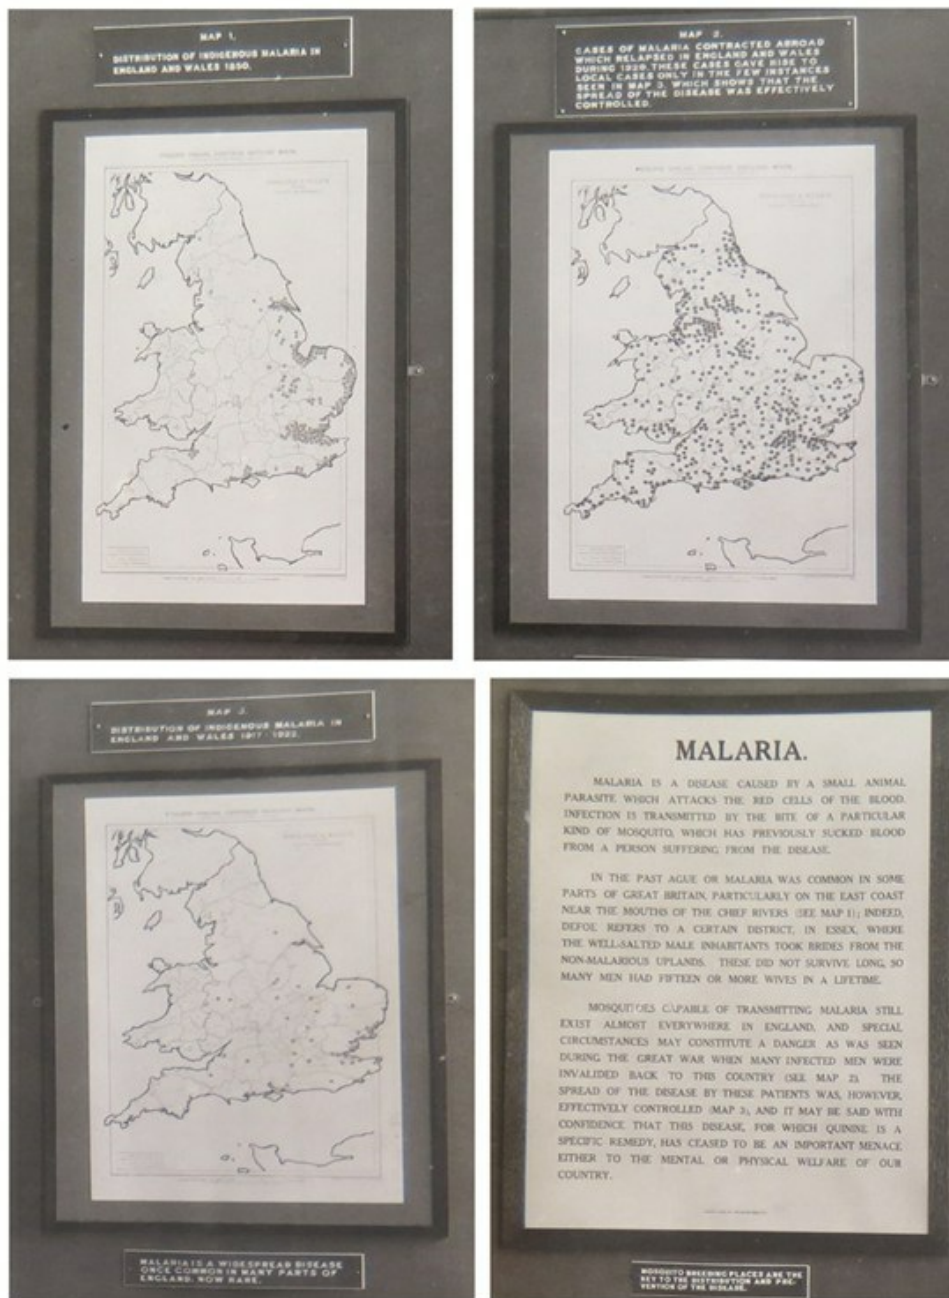 MAP 1.
DISTRIBUTION OF INDIGENOUS MALARIA IN
ENGLAND AND WALES 1850.
MAP 2.
CASES OF MALARIA CONTRACTED ABROAD
WHICH RELAPSED IN ENGLAND AND WALES
DURING THESE CASES GAVE RISE TO
LOCAL CASES ONLY IN THE FEW INSTANCES
SEEN IN MAP 3, WHICH SHOWS THAT THE
SPREAD OF THE DISEASE WAS EFFECTIVELY
CONTROLLED.
MAP 3.
DISTRIBUTION OF INDIGENOUS MALARIA IN
ENGLAND AND WALES 1917-1922.
MALARIA IS A WIDESPREAD DISEASE
ONCE COMMON IN MANY PARTS OF
ENGLAND: NOW RARE.
MALARIA.
MALARIA IS A DISEASE CAUSED BY A SMALL ANIMAL
PARASITE WHICH ATTACKS THE RED CELLS OF THE BLOOD.
INFECTION IS TRANSMITTED BY THE BITE OF A PARTICULAR
KIND OF MOSQUITO, WHICH HAS PREVIOUSLY SUCKED BLOOD
FROM A PERSON SUFFERING FROM THE DISEASE.
IN THE PAST AGUE OR MALARIA WAS COMMON IN SOME
PARTS OF GREAT BRITAIN, PARTICULARLY ON THE EAST COAST
NEAR THE MOUTHS OF THE CHIEF RIVERS (SEE MAP 1); INDEED,
DEFOE REFERS TO A CERTAIN DISTRICT, IN ESSEX, WHERE
THE WELL-SALTED MALE INHABITANTS TOOK BRIDES FROM THE
NON-MALARIOUS UPLANDS. THESE DID NOT SURVIVE LONG, SO
MANY MEN HAD FIFTEEN OR MORE WIVES IN A LIFETIME.
MOSQUITOES CAPABLE OF TRANSMITTING MALARIA STILL
EXIST ALMOST EVERYWHERE IN ENGLAND, AND SPECIAL
CIRCUMSTANCES MAY CONSTITUTE A DANGER AS WAS SEEN
DURING THE GREAT WAR WHEN MANY INFECTED MEN WERE
INVALIDED BACK TO THIS COUNTRY (SEE MAP 2). THE
SPREAD OF THE DISEASE BY THESE PATIENTS WAS, HOWEVER,
EFFECTIVELY CONTROLLED (MAP 3), AND IT MAY BE SAID WITH
CONFIDENCE THAT THIS DISEASE, FOR WHICH QUININE IS A
SPECIFIC REMEDY, HAS CEASED TO BE AN IMPORTANT MENACE
EITHER TO THE MENTAL OR PHYSICAL WELFARE OF OUR
COUNTRY.
MOSQUITO BREEDING PLACES ARE THE
KEY TO THE DISTRIBUTION AND PRE-
VENTION OF THE DISEASE.